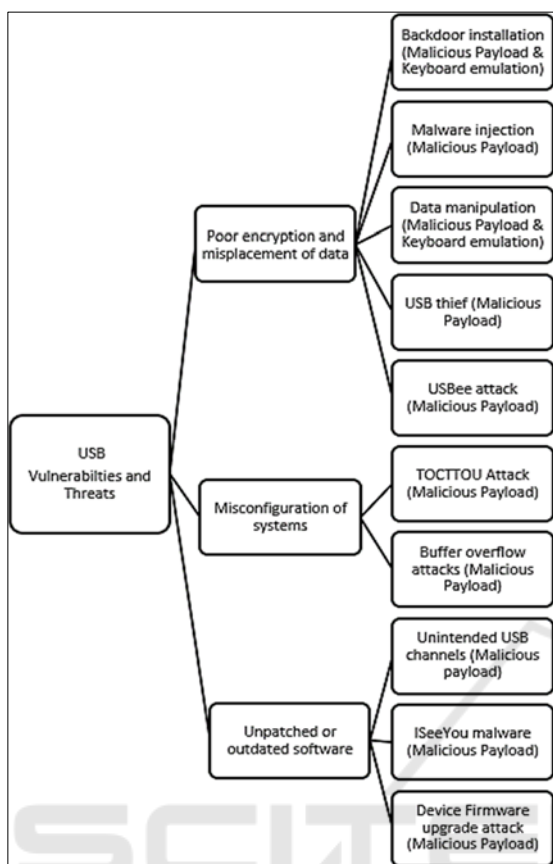 Backdoor installation
(Malicious Payload &
Keyboard emulation)
Malware injection
(Malicious Payload)
Data manipulation
(Malicious Payload &
Keyboard emulation)
Poor encryption and
misplacement of data
USB thief (Malicious
Payload)
USBee attack
(Malicious Payload)
USB
Vulnerabilties and
Threats
TOCTTOU Attack
(Malicious Payload)
Misconfiguration of
systems
Buffer overflow
attacks (Malicious
Payload)
Unintended USB
channels (Malicious
payload)
Unpatched or
outdated software
ISeeYou malware
(Malicious Payload)
Device Firmware
upgrade attack
(Malicious Payload)